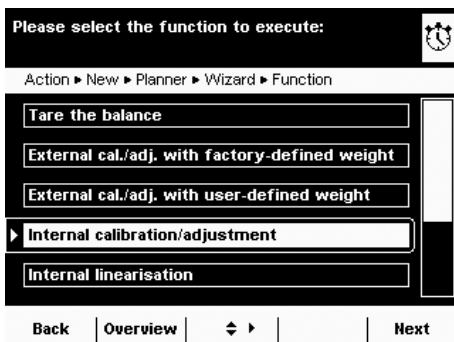 Please select the function to execute:
Action ▸ New ▸ Planner ▸ Wizard ▸ Function
Tare the balance
External cal./adj. with factory-defined weight
External cal./adj. with user-defined weight
Internal calibration/adjustment
Internal linearisation
Back Overview Next